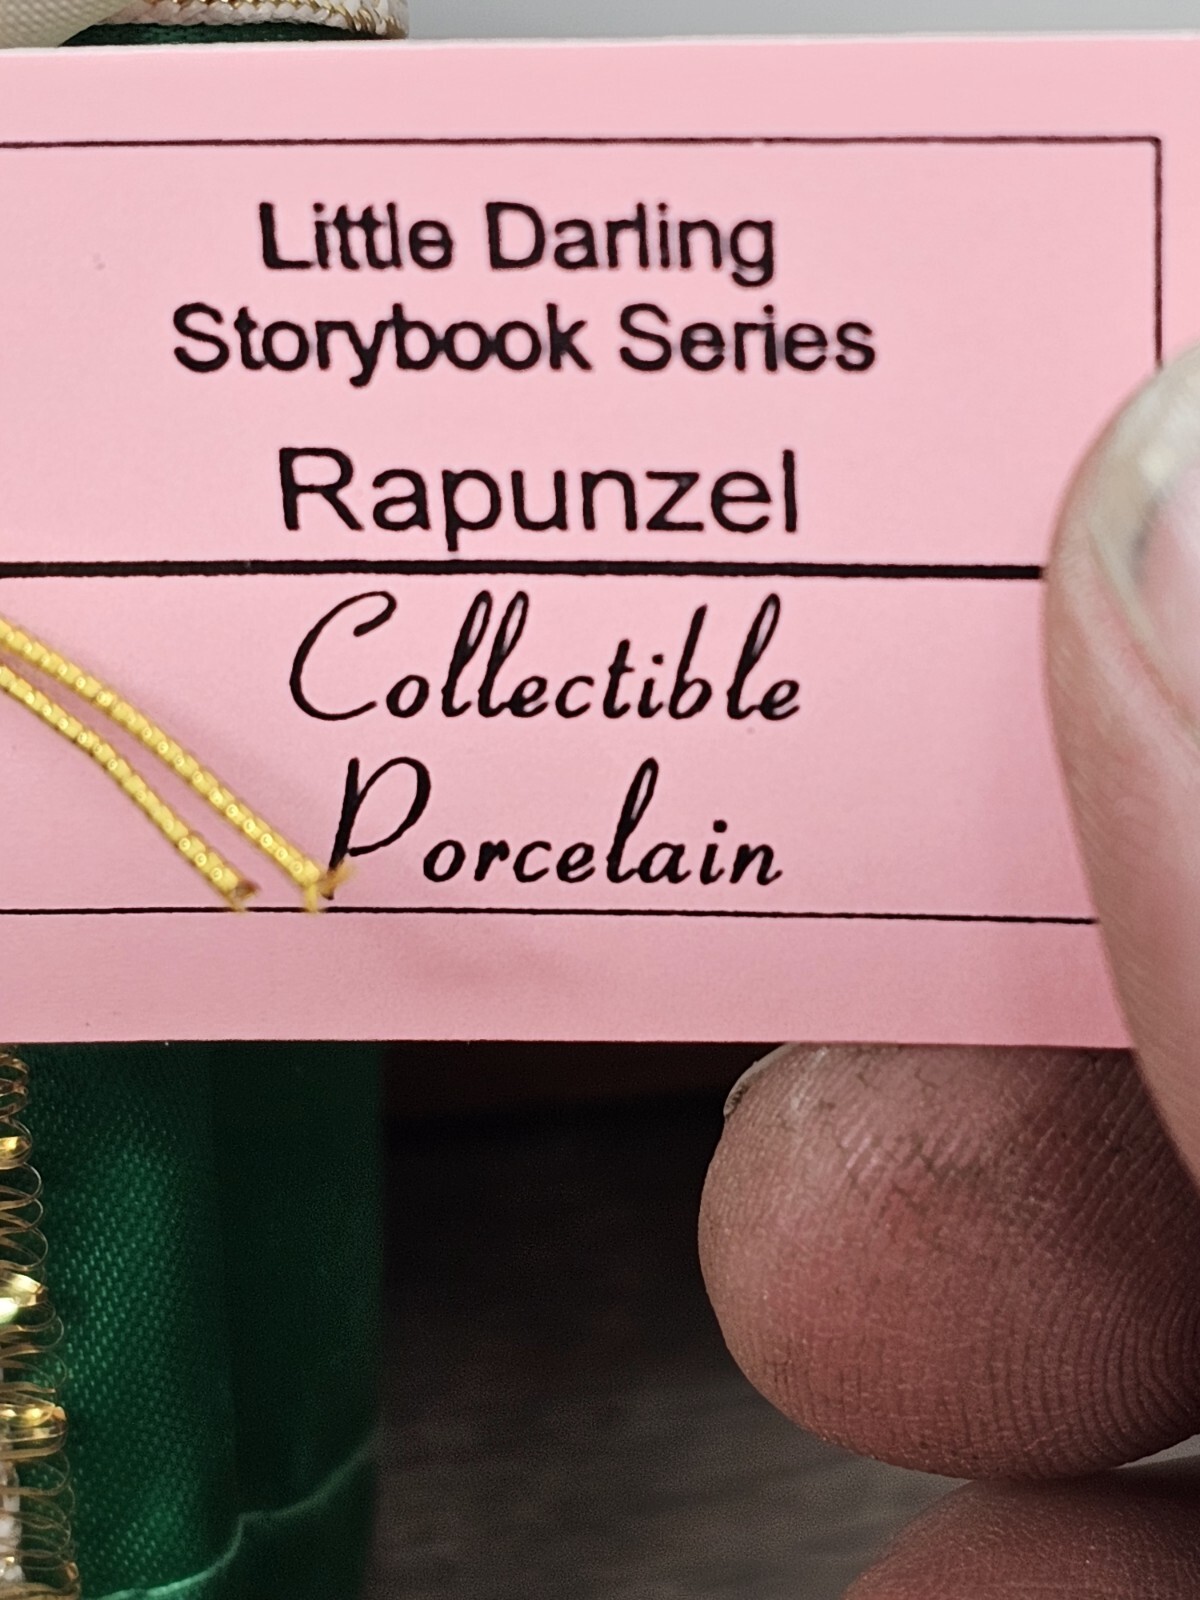 Little Darling
Storybook Series
Rapunzel
Collectible
Porcelain